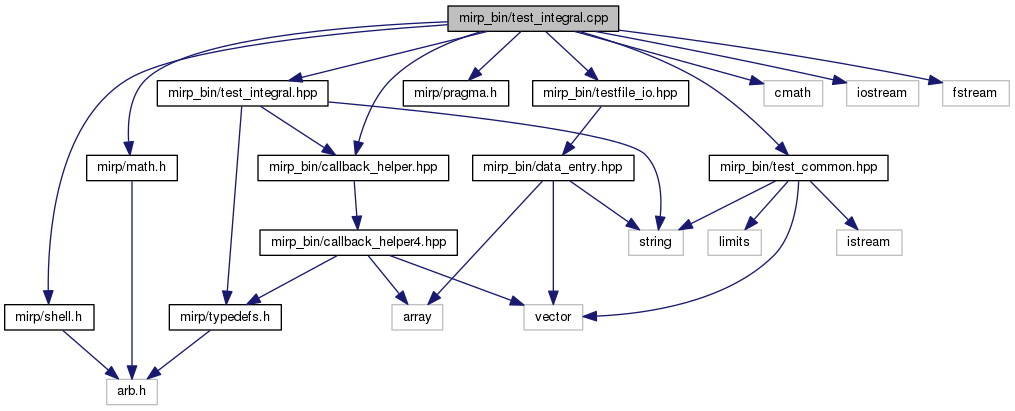 mirp_bin/test_integral.cpp
mirp_bin/test_integral.hpp
mirp/pragma.h
mirp_bin/testfile_io.hpp
cmath
iostream
fstream
mirp/math.h
mirp_bin/callback_helper.hpp
mirp_bin/data_entry.hpp
mirp_bin/test_common.hpp
mirp_bin/callback_helper4.hpp
string
limits
istream
mirp/shell.h
mirp/typedefs.h
array
vector
arb.h